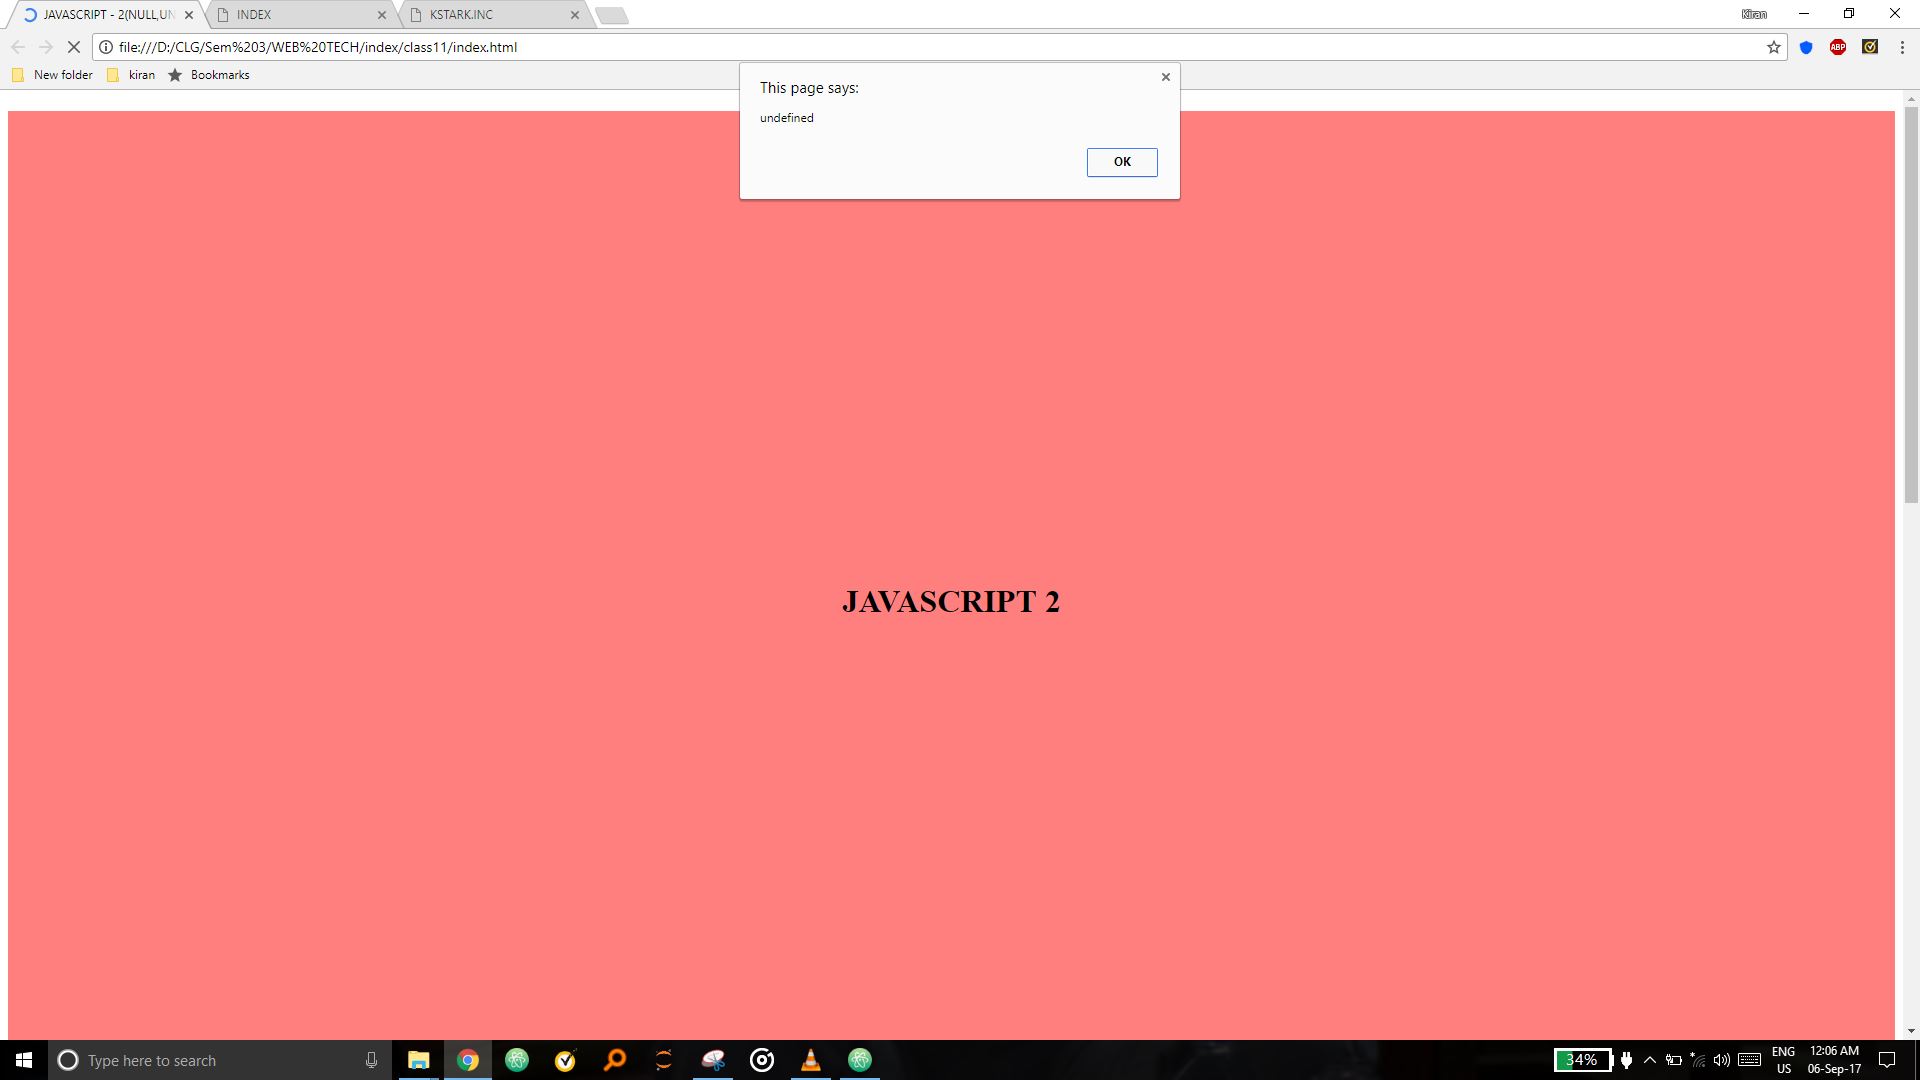 JAVASCRIPT - 2(NULL,UN
INDEX
KSTARK.INC
Kiran
file:///D:/CLG/Sem%203/WEB%20TECH/index/class11/index.html
ABP
New folder
kiran
Bookmarks
This page says:
undefined
OK
JAVASCRIPT 2
Type here to search
34%
ENG
US
12:06 AM
06-Sep-17